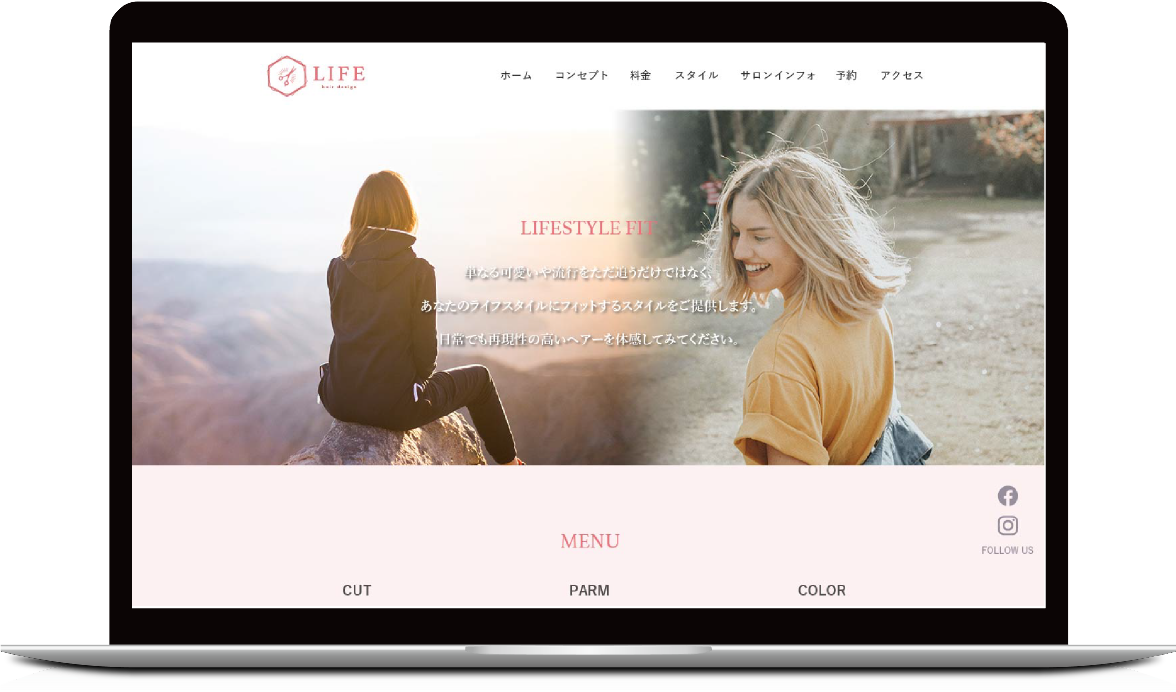 LIFE
hair design
ホーム コンセプト 料金 スタイル サロンインフォ 予約 アクセス
LIFESTYLE FIT
単なる可愛いや流行をただ追うだけではなく、
あなたのライフスタイルにフィットするスタイルをご提供します。
日常でも再現性の高いヘアーを体感してみてください。
MENU
CUT PARM COLOR
FOLLOW US